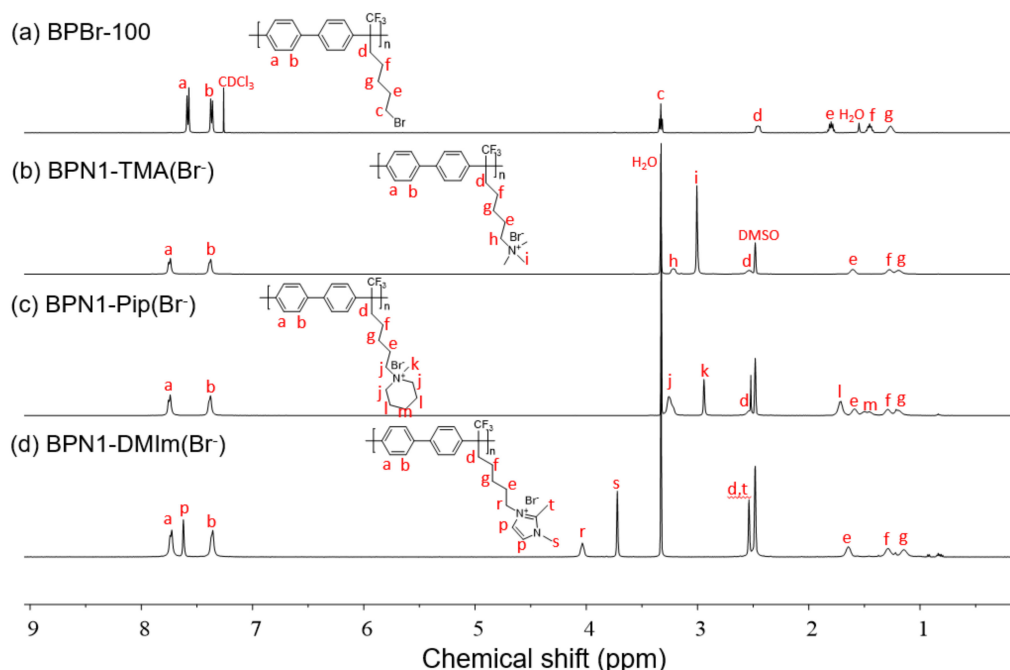 (a) BPBr-100
CF₃
n
a b
d
f
g
e
c
Br
a
b
CDCl₃
c
d
e
H₂O
f
g
(b) BPN1-TMA(Br⁻)
CF₃
n
a b
d
f
g
e
h
Br⁻
N⁺
i
a
b
H₂O
h
i
d
DMSO
e
f
g
(c) BPN1-Pip(Br⁻)
CF₃
n
a b
d
f
g
e
j
Br⁻
k
N⁺
j
j
l
l
m
a
b
j
k
d
l
e
m
f
g
(d) BPN1-DMIm(Br⁻)
CF₃
n
a b
d
f
g
e
r
Br⁻
N⁺
t
p
N
p
s
a
p
b
r
s
d,t
e
f
g
9 8 7 6 5 4 3 2 1
Chemical shift (ppm)